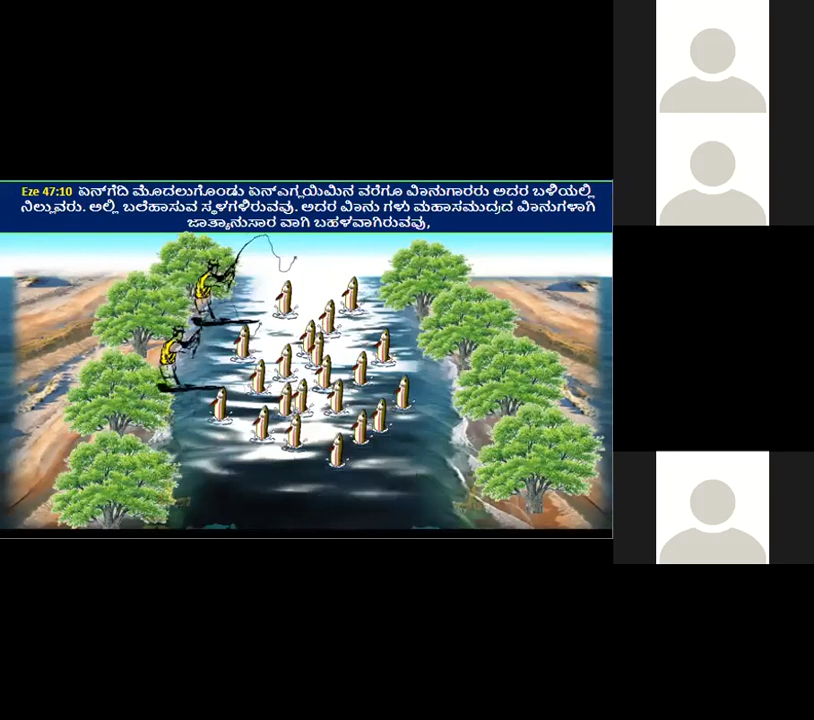 Eze 47:10 ಏನ್‌ಗೆದಿ ಮೊದಲುಗೊಂಡು ಏನ್‌ಎಗ್ಲಯಿಮಿನ ವರೆಗೂ ವಿಾನುಗಾರರು ಅದರ ಬಳಿಯಲ್ಲಿ
ನಿಲ್ಲುವರು. ಅಲ್ಲಿ ಬಲೆಹಾಸುವ ಸ್ಥಳಗಳಿರುವವು. ಅದರ ವಿಾನು ಗಳು ಮಹಾಸಮುದ್ರದ ವಿಾನುಗಳಾಗಿ
ಜಾತ್ಯಾನುಸಾರ ವಾಗಿ ಬಹಳವಾಗಿರುವವು,